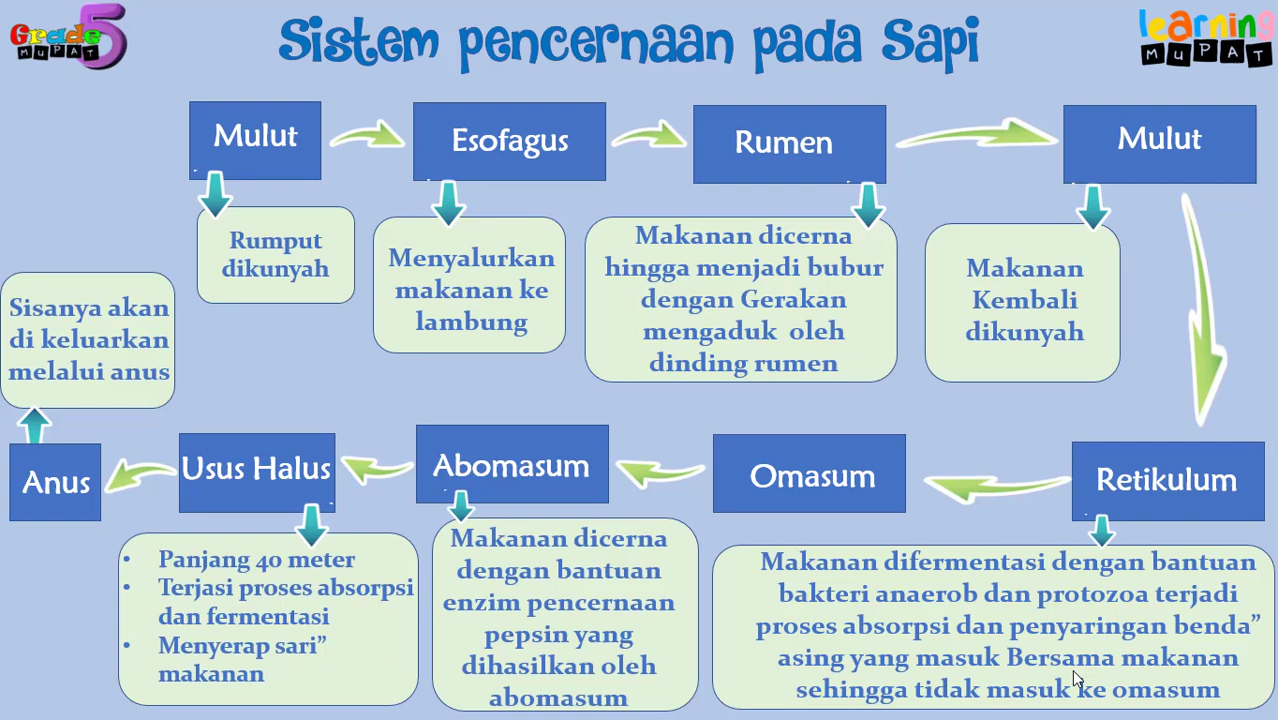 Grade 5
MUPAT
Sistem pencernaan pada Sapi
learning
MUPAT
Mulut
Esofagus
Rumen
Mulut
Rumput
dikunyah
Menyalurkan
makanan ke
lambung
Makanan dicerna
hingga menjadi bubur
dengan Gerakan
mengaduk oleh
dinding rumen
Makanan
Kembali
dikunyah
Sisanya akan
di keluarkan
melalui anus
Anus
Usus Halus
Abomasum
Omasum
Retikulum
• Panjang 40 meter
• Terjasi proses absorpsi
dan fermentasi
• Menyerap sari”
makanan
Makanan dicerna
dengan bantuan
enzim pencernaan
pepsin yang
dihasilkan oleh
abomasum
Makanan difermentasi dengan bantuan
bakteri anaerob dan protozoa terjadi
proses absorpsi dan penyaringan benda”
asing yang masuk Bersama makanan
sehingga tidak masuk ke omasum